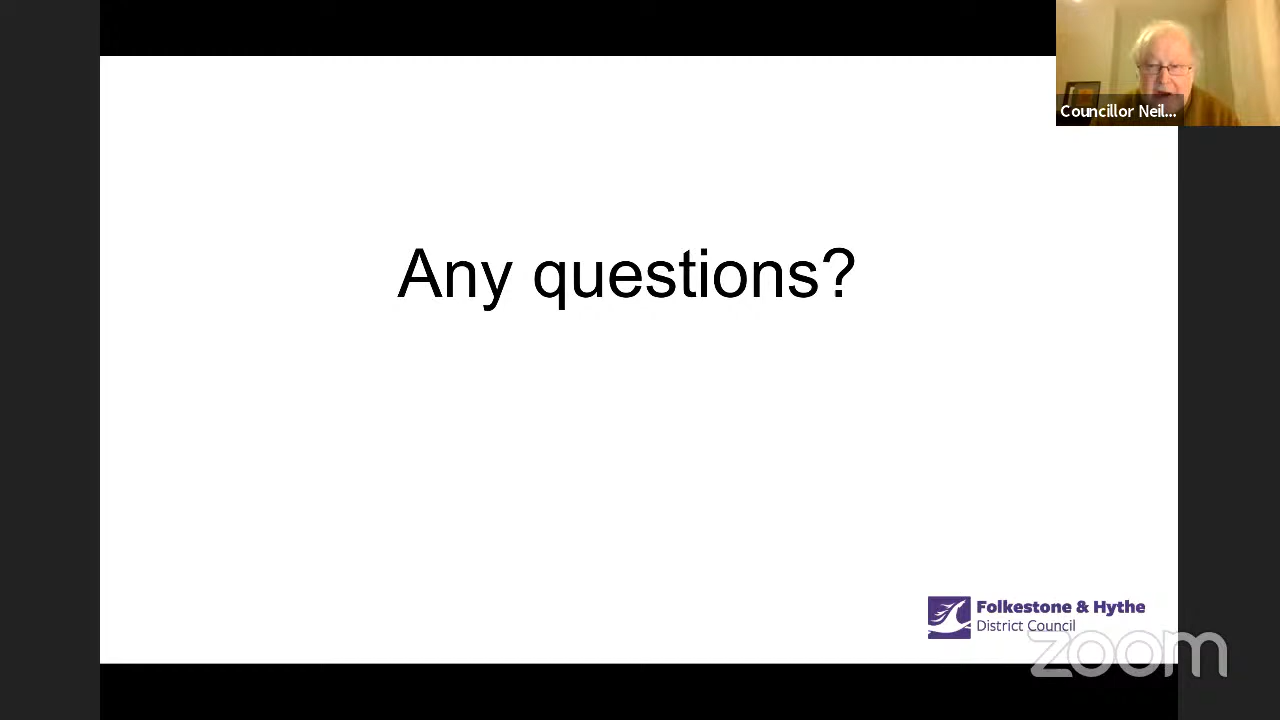 Councillor Neil...
Any questions?
Folkestone & Hythe
District Council
zoom